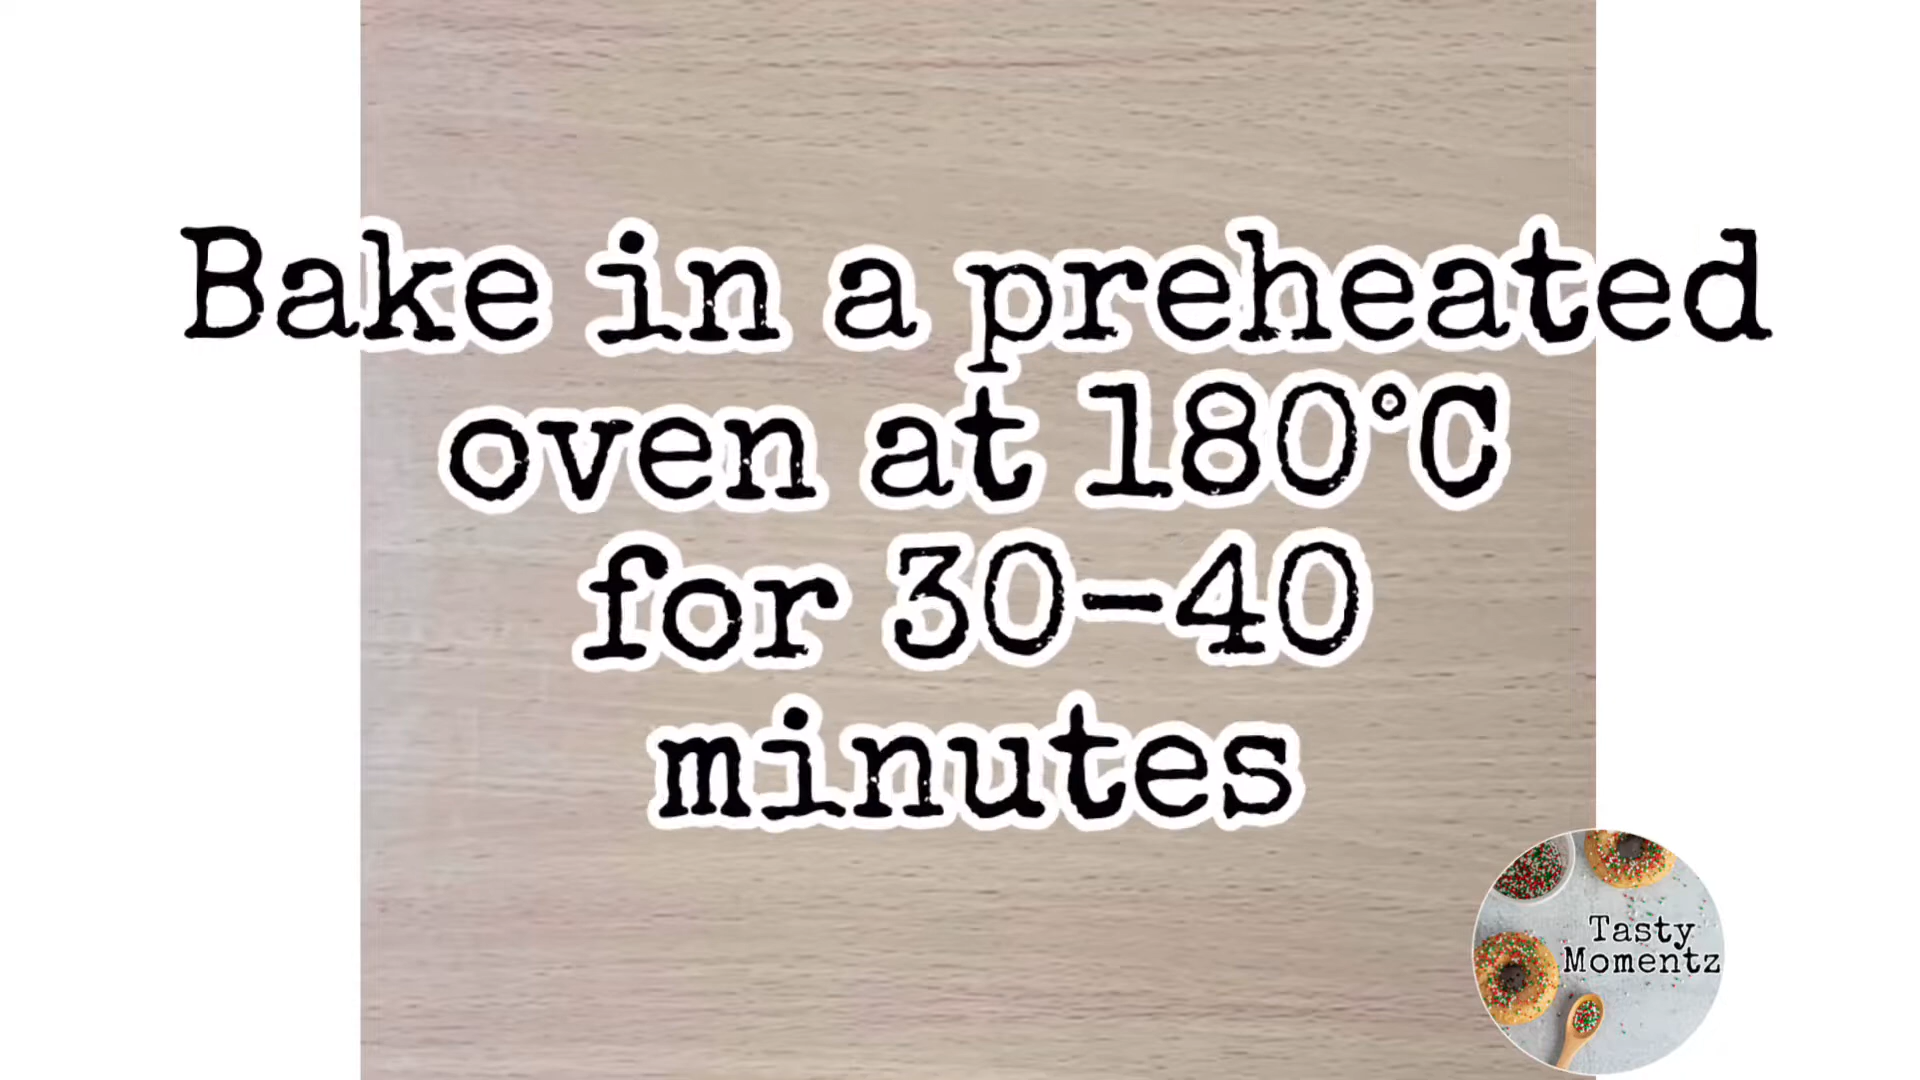 Bake in a preheated
oven at 180°C
for 30-40
minutes
Tasty
Momentz